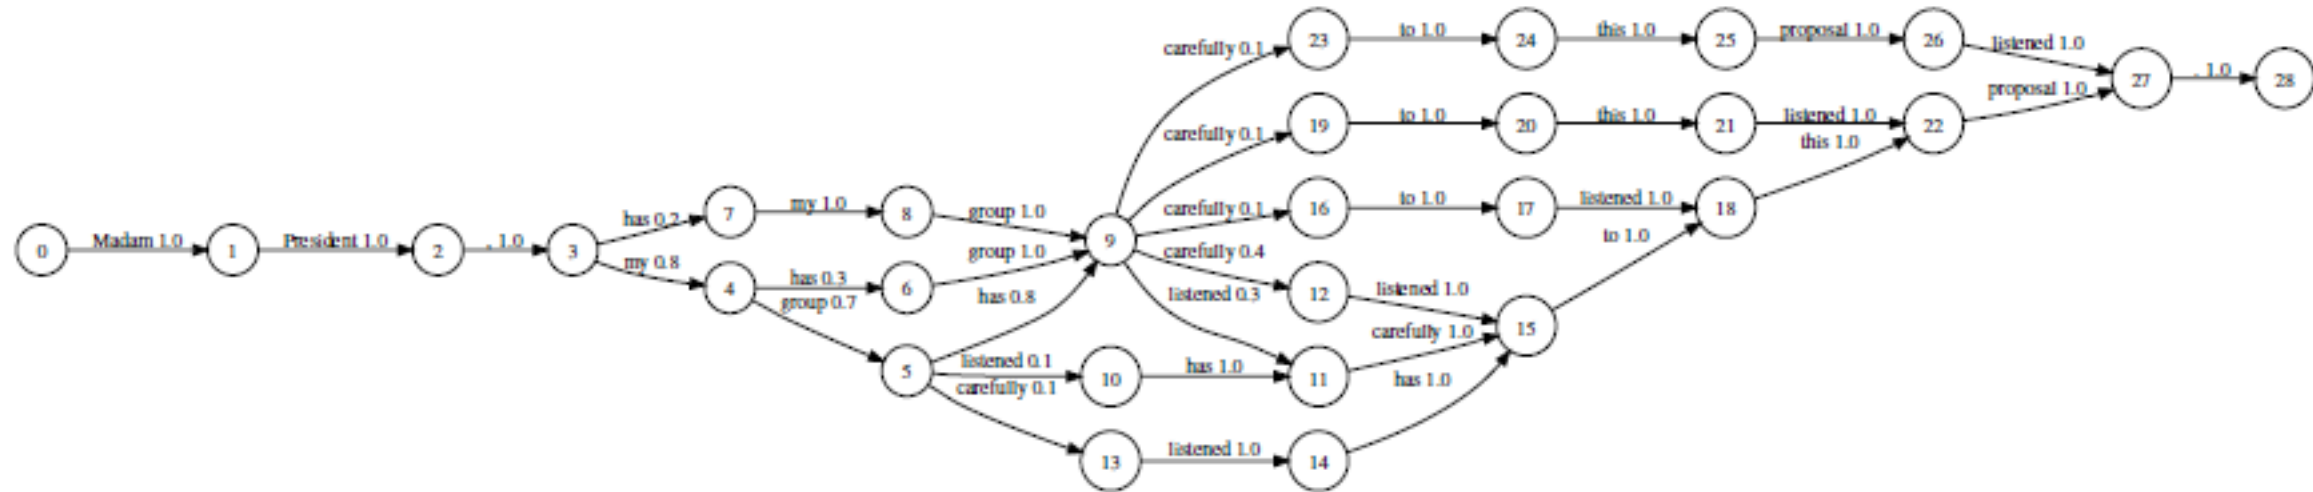 carefully 0.1 23 to 1.0 24 this 1.0 25 proposal 1.0 26 listened 1.0
27 . 1.0 28
proposal 1.0
carefully 0.1 19 to 1.0 20 this 1.0 21 listened 1.0 22
this 1.0
has 0.2 7 my 1.0 8 group 1.0 carefully 0.1 16 to 1.0 17 listened 1.0 18
0 Madam 1.0 1 President 1.0 2 , 1.0 3 9
to 1.0
my 0.8 4 has 0.3 6 group 1.0 carefully 0.4 12 listened 1.0
group 0.7 has 0.8 listened 0.3
carefully 1.0 15
5 listened 0.1 10 has 1.0 11 has 1.0
carefully 0.1
13 listened 1.0 14